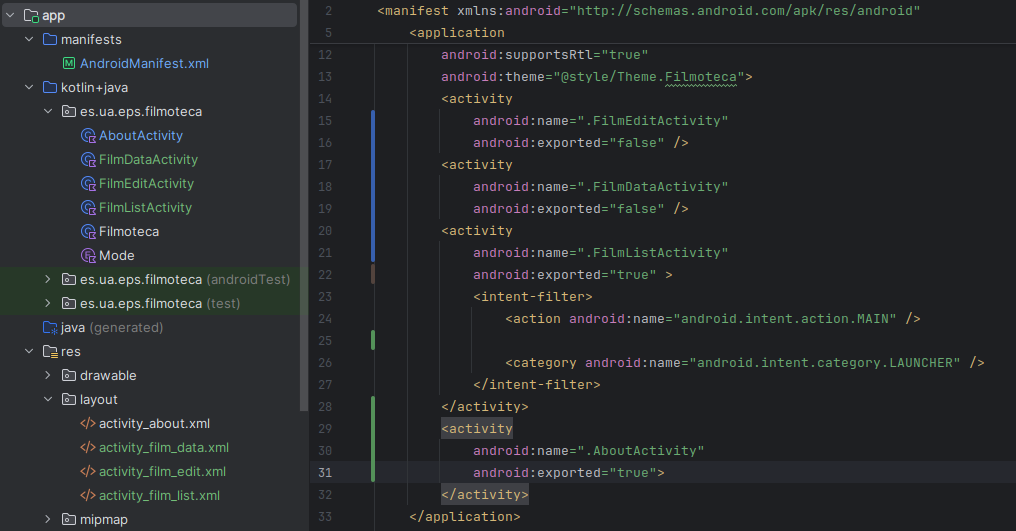 app
manifests
AndroidManifest.xml
kotlin+java
es.ua.eps.filmoteca
AboutActivity
FilmDataActivity
FilmEditActivity
FilmListActivity
Filmoteca
Mode
es.ua.eps.filmoteca (androidTest)
es.ua.eps.filmoteca (test)
java (generated)
res
drawable
layout
activity_about.xml
activity_film_data.xml
activity_film_edit.xml
activity_film_list.xml
mipmap
2 <manifest xmlns:android="http://schemas.android.com/apk/res/android"
5 <application
12 android:supportsRtl="true"
13 android:theme="@style/Theme.Filmoteca">
14 <activity
15 android:name=".FilmEditActivity"
16 android:exported="false" />
17 <activity
18 android:name=".FilmDataActivity"
19 android:exported="false" />
20 <activity
21 android:name=".FilmListActivity"
22 android:exported="true" >
23 <intent-filter>
24 <action android:name="android.intent.action.MAIN" />
25
26 <category android:name="android.intent.category.LAUNCHER" />
27 </intent-filter>
28 </activity>
29 <activity
30 android:name=".AboutActivity"
31 android:exported="true">
32 </activity>
33 </application>